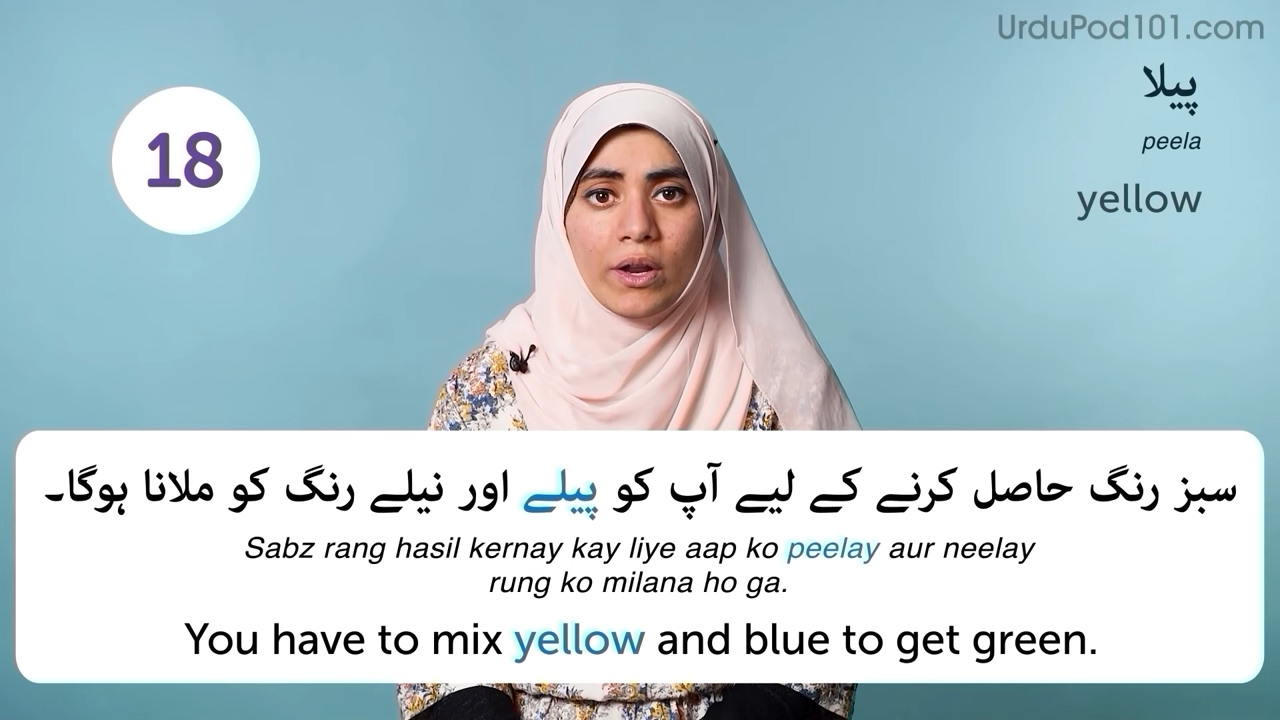 UrduPod101.com
18
پیلا
peela
yellow
سبز رنگ حاصل کرنے کے لیے آپ کو پیلے اور نیلے رنگ کو ملانا ہوگا۔
Sabz rang hasil kernay kay liye aap ko peelay aur neelay
rung ko milana ho ga.
You have to mix yellow and blue to get green.